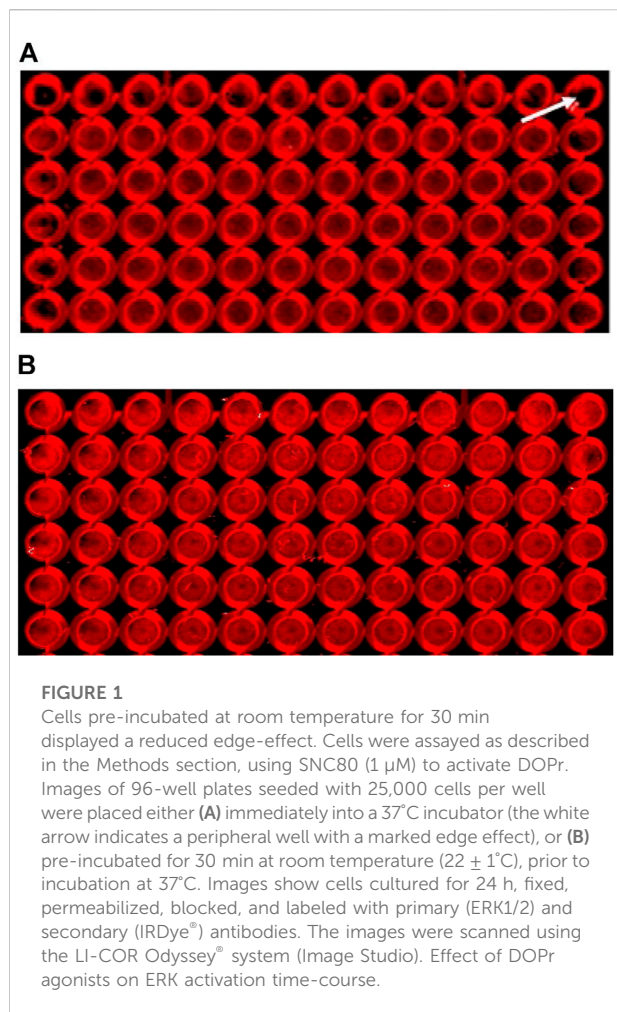 A
B
FIGURE 1
Cells pre-incubated at room temperature for 30 min
displayed a reduced edge-effect. Cells were assayed as described
in the Methods section, using SNC80 (1 µM) to activate DOPr.
Images of 96-well plates seeded with 25,000 cells per well
were placed either (A) immediately into a 37°C incubator (the white
arrow indicates a peripheral well with a marked edge effect), or (B)
pre-incubated for 30 min at room temperature (22 ± 1°C), prior to
incubation at 37°C. Images show cells cultured for 24 h, fixed,
permeabilized, blocked, and labeled with primary (ERK1/2) and
secondary (IRDye®) antibodies. The images were scanned using
the LI-COR Odyssey® system (Image Studio). Effect of DOPr
agonists on ERK activation time-course.